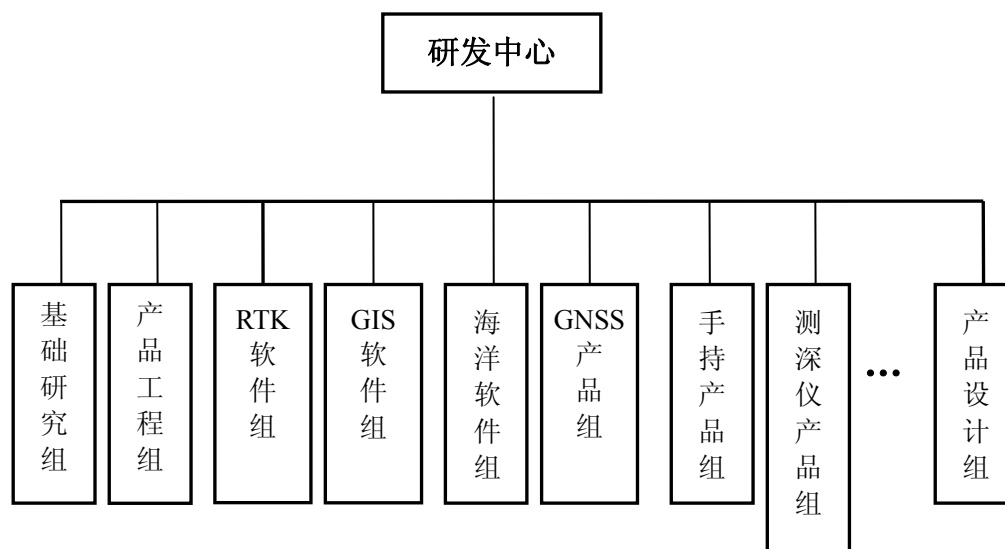 研发中心
基础研究组
产品工程组
RTK软件组
GIS软件组
海洋软件组
GNSS产品组
手持产品组
测深仪产品组
...
产品设计组